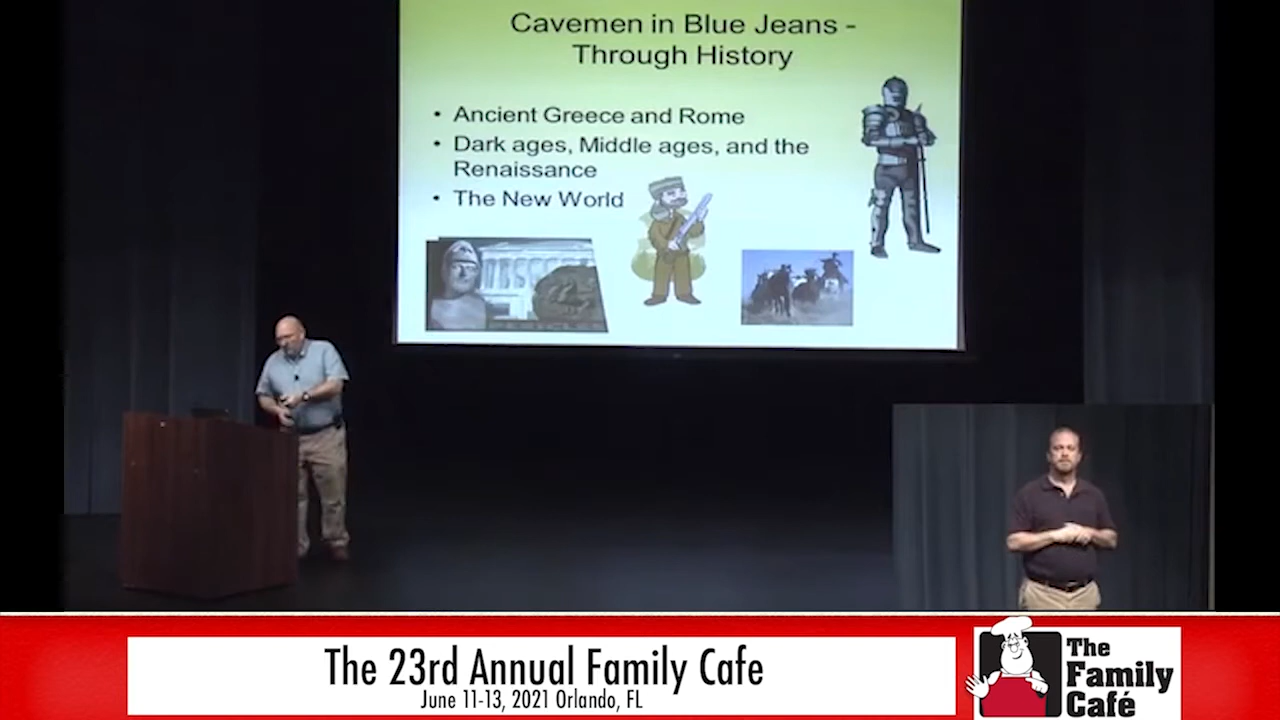 Cavemen in Blue Jeans -
Through History
• Ancient Greece and Rome
• Dark ages, Middle ages, and the
Renaissance
• The New World
The 23rd Annual Family Cafe
June 11-13, 2021 Orlando, FL
The
Family
Café